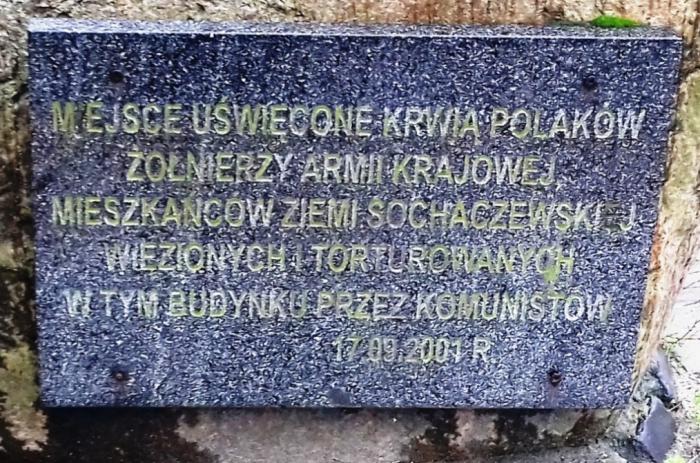 MIEJSCE UŚWIĘCONE KRWIĄ POLAKÓW
ŻOŁNIERZY ARMII KRAJOWEJ,
MIESZKAŃCÓW ZIEMI SOCHACZEWSKIEJ
WIĘZIONYCH I TORTUROWANYCH
W TYM BUDYNKU PRZEZ KOMUNISTÓW
17.09.2001 R